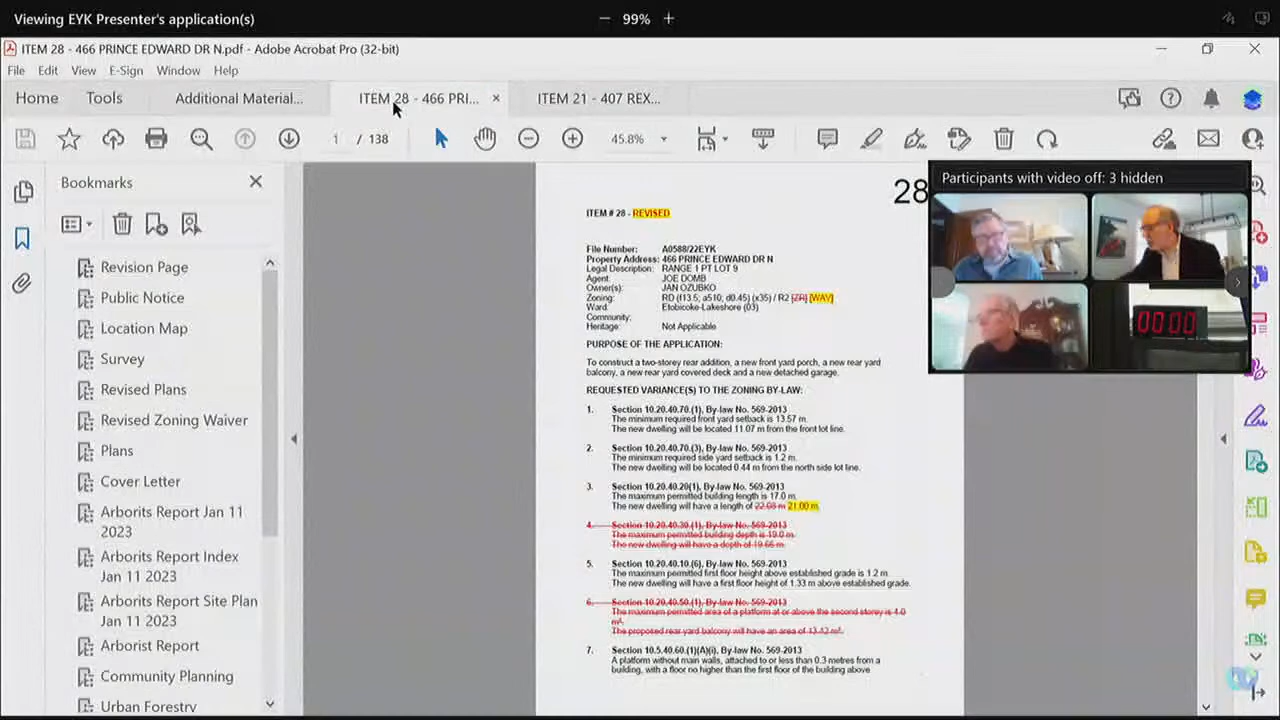 Viewing EYK Presenter's application(s)
99%
ITEM 28 - 466 PRINCE EDWARD DR N.pdf - Adobe Acrobat Pro (32-bit)
File Edit View E-Sign Window Help
Home Tools Additional Material... ITEM 28 - 466 PRI... ITEM 21 - 407 REX...
1 / 138 45.8%
Bookmarks
Revision Page
Public Notice
Location Map
Survey
Revised Plans
Revised Zoning Waiver
Plans
Cover Letter
Arborits Report Jan 11
2023
Arborits Report Index
Jan 11 2023
Arborits Report Site Plan
Jan 11 2023
Arborist Report
Community Planning
Urban Forestry
28
ITEM # 28 - REVISED
File Number: A0588/22EYK
Property Address: 466 PRINCE EDWARD DR N
Legal Description: RANGE 1 PT LOT 9
Agent: JOE DOMB
Owner(s): JAN OZUBKO
Zoning: RD (f13.5; a510; d0.45) (x35) / R2 [ZR] [WAV]
Ward: Etobicoke-Lakeshore (03)
Community:
Heritage: Not Applicable
PURPOSE OF THE APPLICATION:
To construct a two-storey rear addition, a new front yard porch, a new rear yard
balcony, a new rear yard covered deck and a new detached garage.
REQUESTED VARIANCE(S) TO THE ZONING BY-LAW:
1. Section 10.20.40.70.(1), By-law No. 569-2013
The minimum required front yard setback is 13.57 m.
The new dwelling will be located 11.07 m from the front lot line.
2. Section 10.20.40.70.(3), By-law No. 569-2013
The minimum required side yard setback is 1.2 m.
The new dwelling will be located 0.44 m from the north side lot line.
3. Section 10.20.40.20(1), By-law No. 569-2013
The maximum permitted building length is 17.0 m.
The new dwelling will have a length of 22.08 m 21.00 m.
4. Section 10.20.40.30.(1), By-law No. 569-2013
The maximum permitted building depth is 19.0 m.
The new dwelling will have a depth of 19.66 m.
5. Section 10.20.40.10.(6), By-law No. 569-2013
The maximum permitted first floor height above established grade is 1.2 m.
The new dwelling will have a first floor height of 1.33 m above established grade.
6. Section 10.20.40.50.(1), By-law No. 569-2013
The maximum permitted area of a platform at or above the second storey is 4.0
m².
The proposed rear yard balcony will have an area of 13.42 m².
7. Section 10.5.40.60.(1)(A)(i), By-law No. 569-2013
A platform without main walls, attached to or less than 0.3 metres from a
building, with a floor no higher than the first floor of the building above
Participants with video off: 3 hidden
00:00